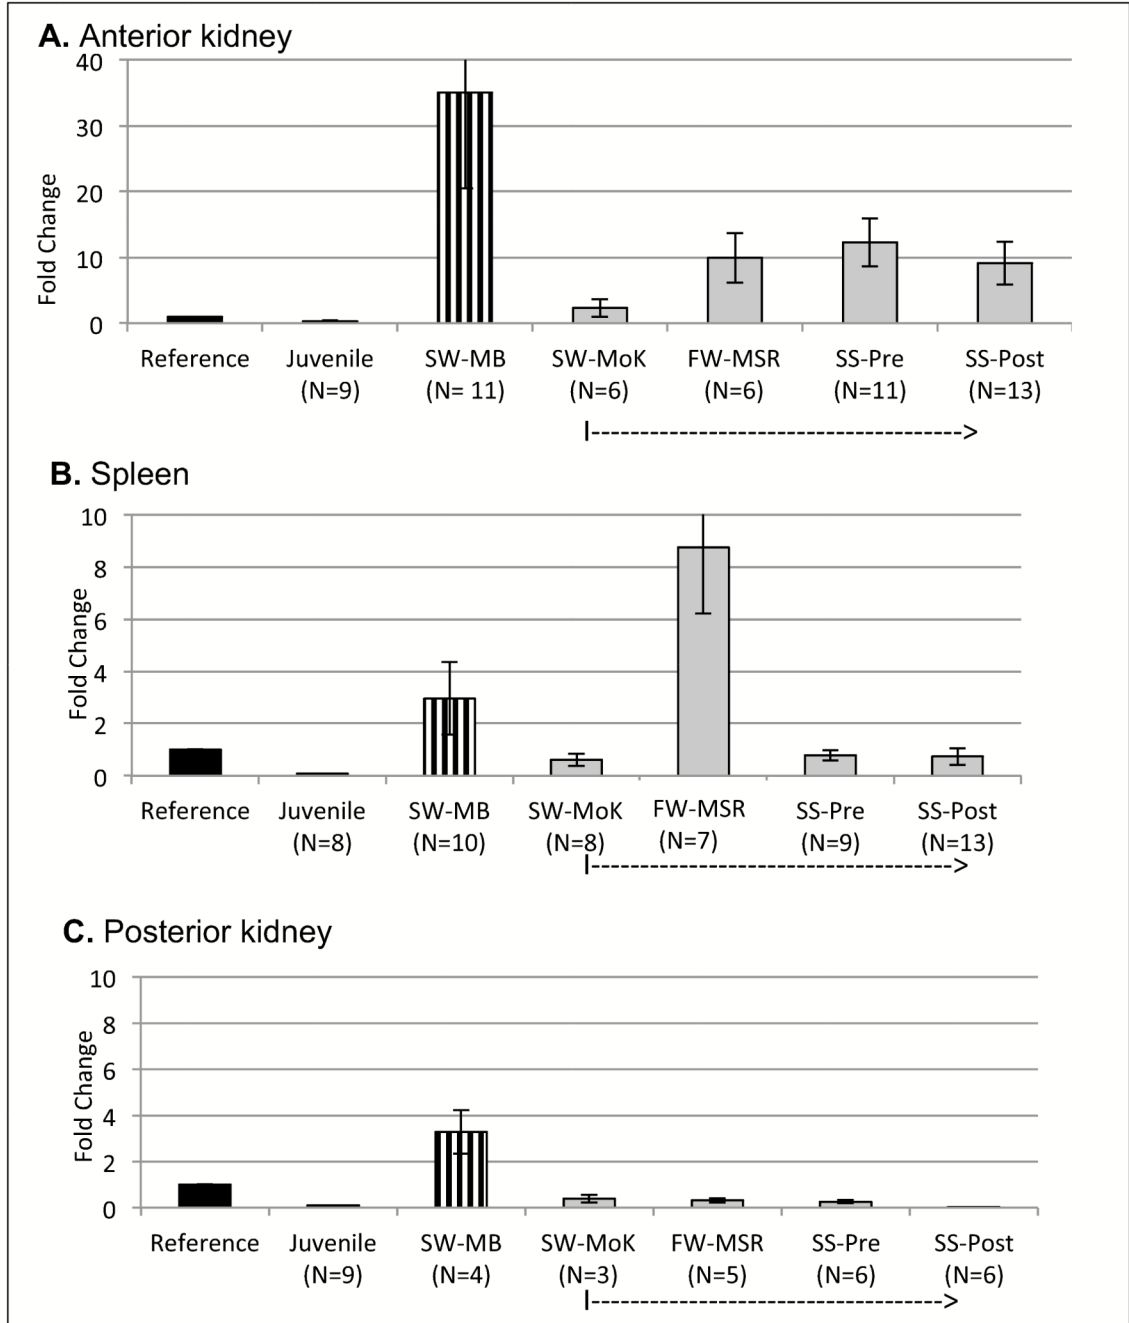 A. Anterior kidney
40
30
20
10
0
Fold Change
Reference Juvenile SW-MB SW-MoK FW-MSR SS-Pre SS-Post
(N=9) (N= 11) (N=6) (N=6) (N=11) (N=13)
B. Spleen
10
8
6
4
2
0
Fold Change
Reference Juvenile SW-MB SW-MoK FW-MSR SS-Pre SS-Post
(N=8) (N=10) (N=8) (N=7) (N=9) (N=13)
C. Posterior kidney
10
8
6
4
2
0
Fold Change
Reference Juvenile SW-MB SW-MoK FW-MSR SS-Pre SS-Post
(N=9) (N=4) (N=3) (N=5) (N=6) (N=6)